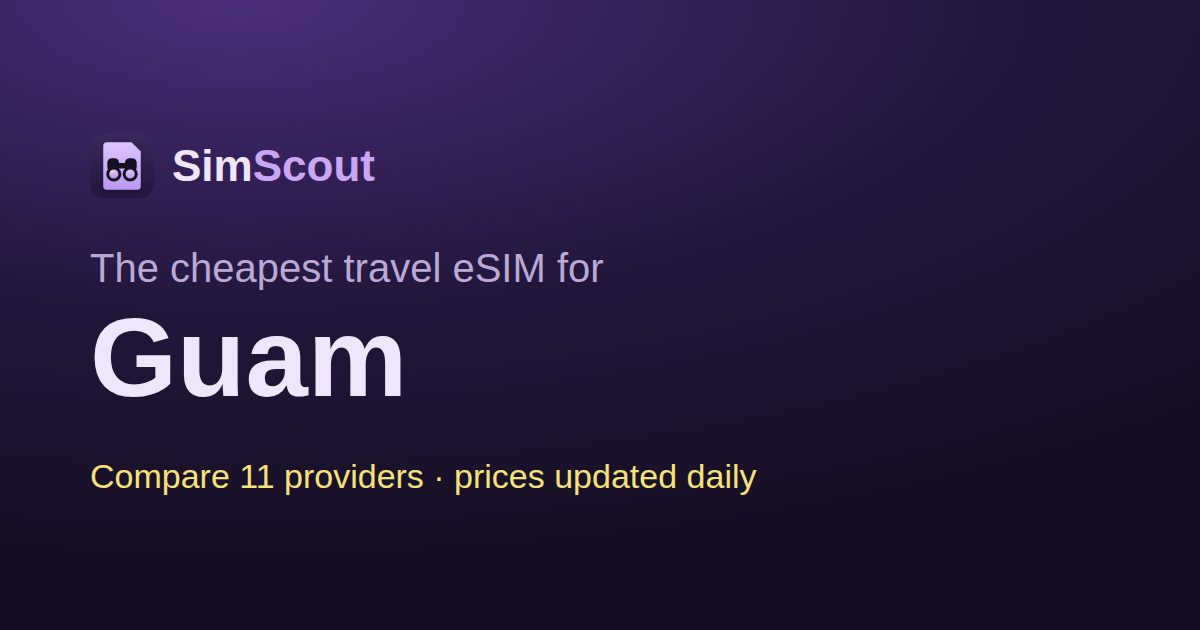 SimScout
The cheapest travel eSIM for
Guam
Compare 11 providers · prices updated daily